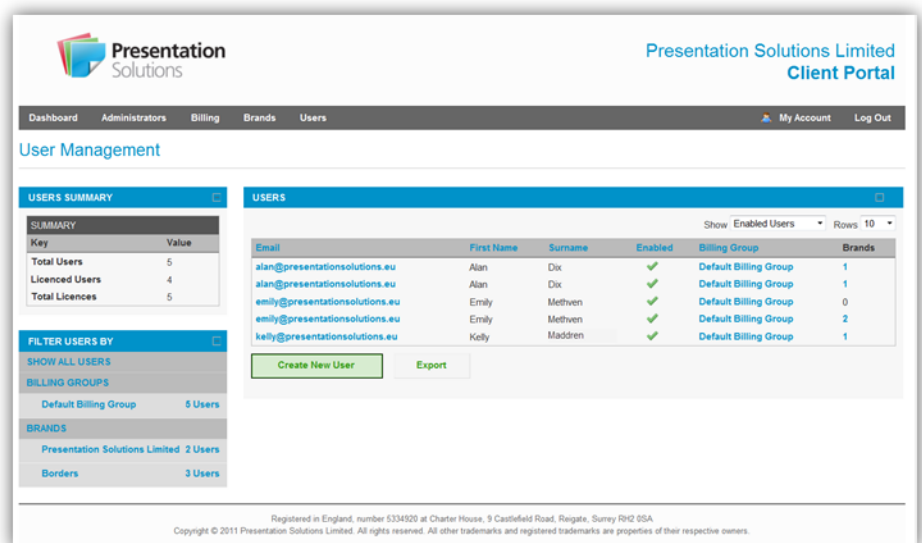 Presentation
Solutions
Presentation Solutions Limited
Client Portal
Dashboard Administrators Billing Brands Users My Account Log Out
User Management
USERS SUMMARY
SUMMARY
Key Value
Total Users 5
Licenced Users 4
Total Licences 5
FILTER USERS BY
SHOW ALL USERS
BILLING GROUPS
Default Billing Group 5 Users
BRANDS
Presentation Solutions Limited 2 Users
Borders 3 Users
USERS
Show Enabled Users Rows 10
Email First Name Surname Enabled Billing Group Brands
alan@presentationsolutions.eu Alan Dix Default Billing Group 1
alan@presentationsolutions.eu Alan Dix Default Billing Group 1
emily@presentationsolutions.eu Emily Methven Default Billing Group 0
emily@presentationsolutions.eu Emily Methven Default Billing Group 2
kelly@presentationsolutions.eu Kelly Maddren Default Billing Group 1
Create New User Export
Registered in England, number 5334920 at Charter House, 9 Castlefield Road, Reigate, Surrey RH2 0SA
Copyright © 2011 Presentation Solutions Limited. All rights reserved. All other trademarks and registered trademarks are properties of their respective owners.